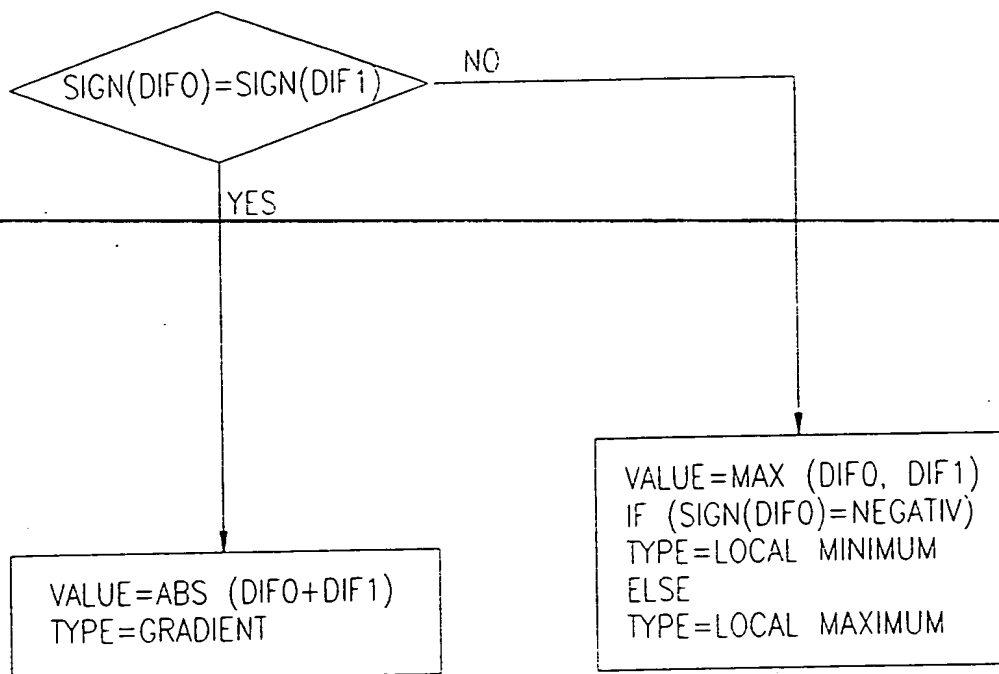 SIGN(DIF0)=SIGN(DIF1)
NO
YES
VALUE=MAX (DIF0, DIF1)
IF (SIGN(DIF0)=NEGATIV)
TYPE=LOCAL MINIMUM
ELSE
TYPE=LOCAL MAXIMUM
VALUE=ABS (DIF0+DIF1)
TYPE=GRADIENT